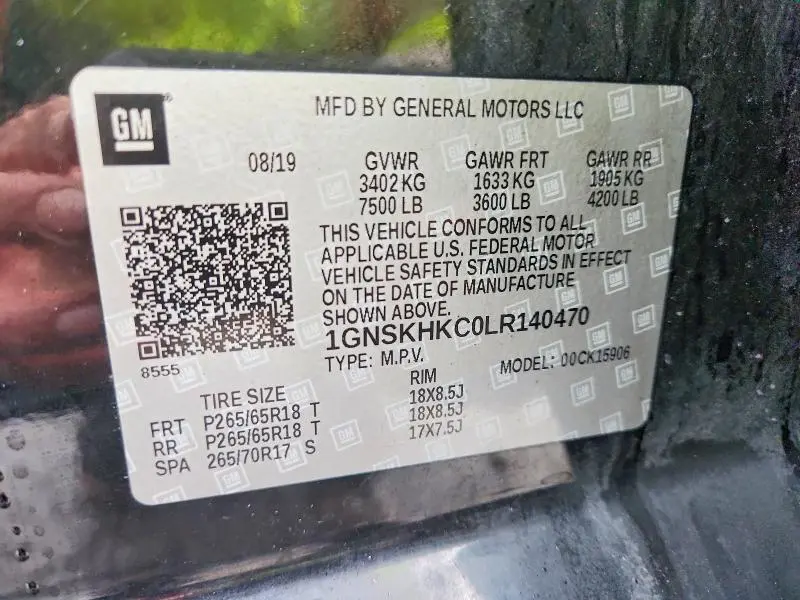 GM
MFD BY GENERAL MOTORS LLC
08/19 GVWR GAWR FRT GAWR RR
3402 KG 1633 KG 1905 KG
7500 LB 3600 LB 4200 LB
THIS VEHICLE CONFORMS TO ALL
APPLICABLE U.S. FEDERAL MOTOR
VEHICLE SAFETY STANDARDS IN EFFECT
ON THE DATE OF MANUFACTURE
SHOWN ABOVE.
1GNSKHKC0LR140470
8555
TYPE: M.P.V. MODEL: 00CK15906
TIRE SIZE RIM
FRT P265/65R18 T 18X8.5J
RR P265/65R18 T 18X8.5J
SPA 265/70R17 S 17X7.5J